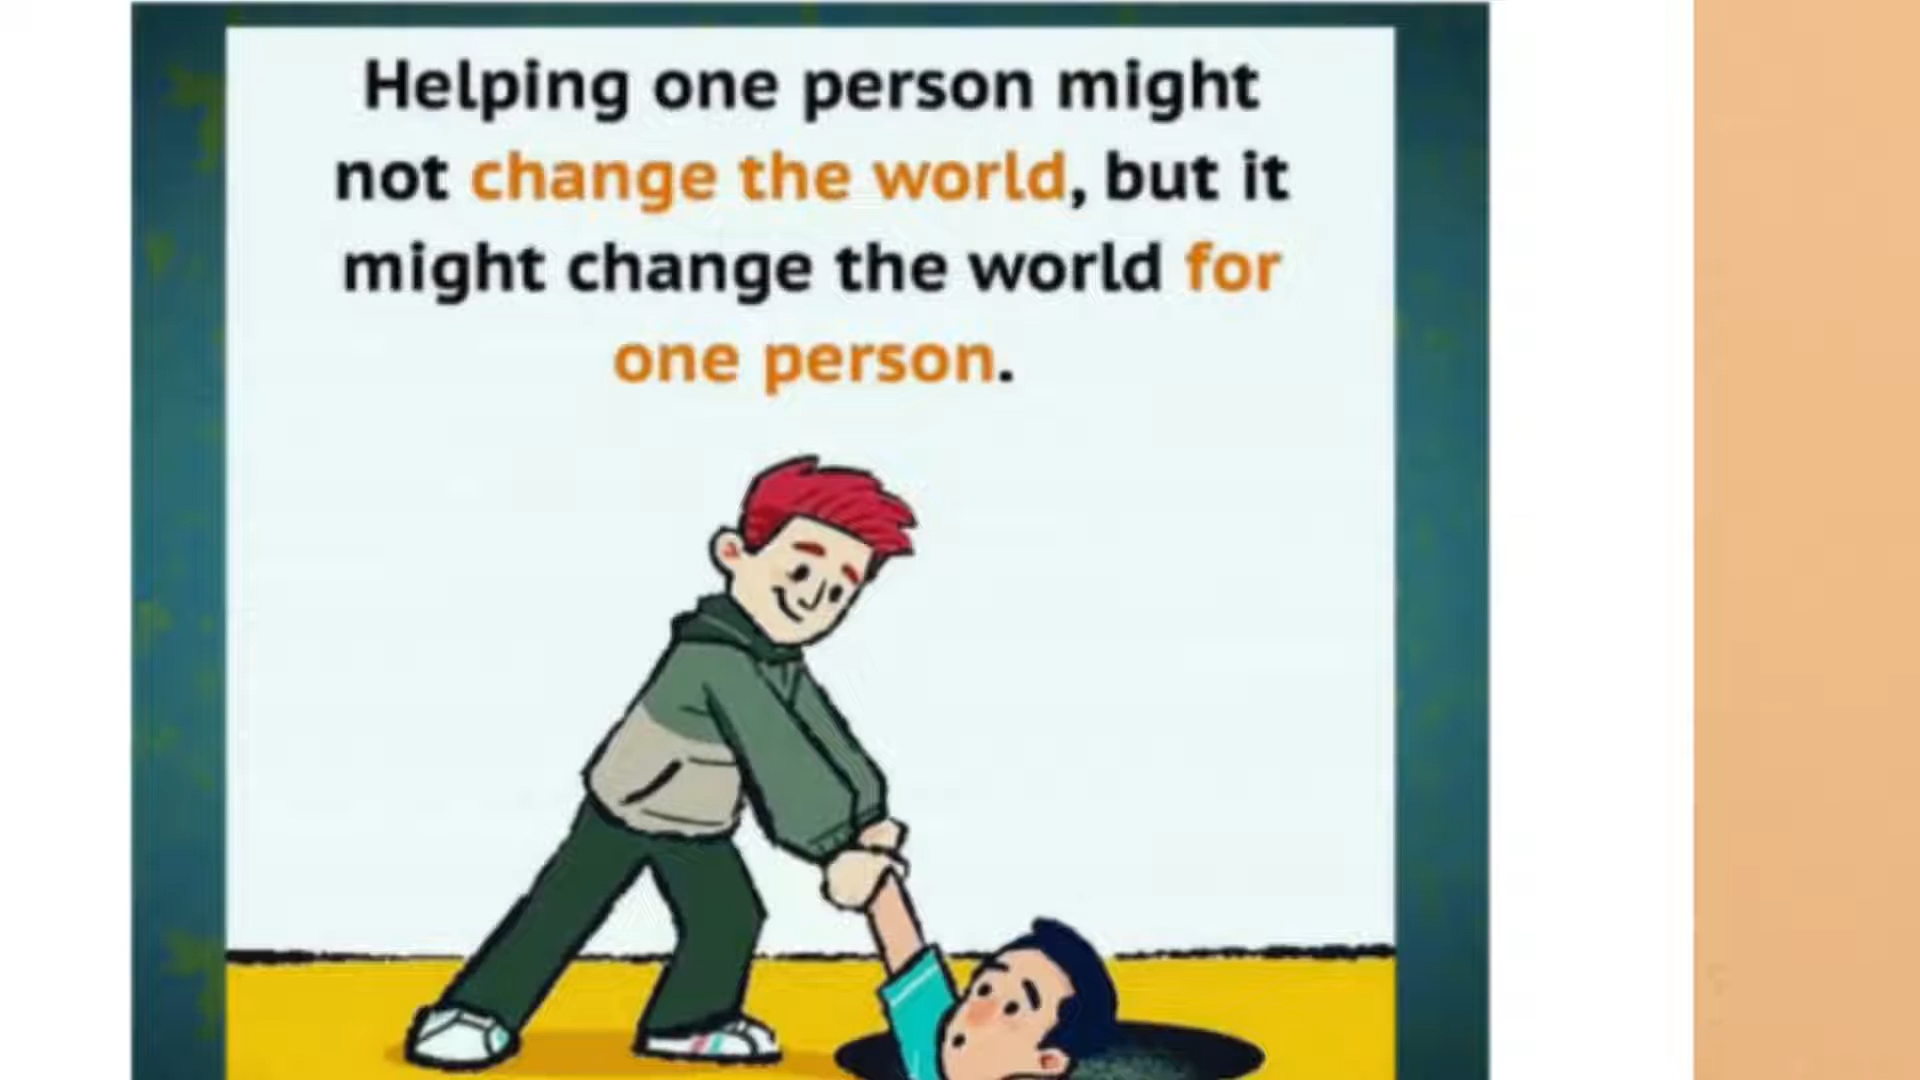 Helping one person might
not change the world, but it
might change the world for
one person.